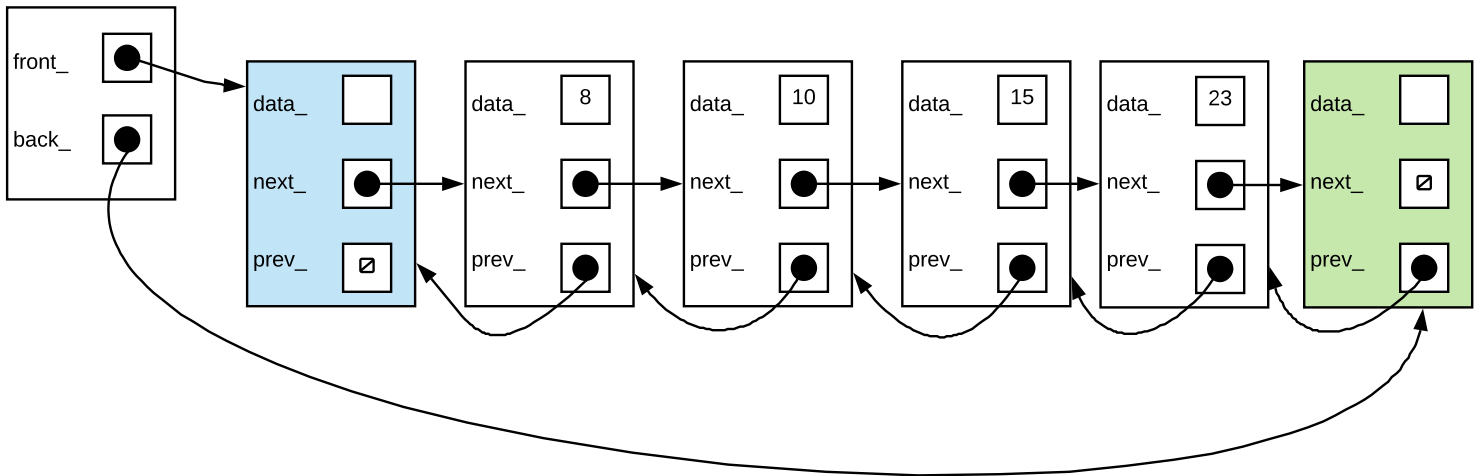 front_
back_
data_
next_
prev_
data_ 8
next_
prev_
data_ 10
next_
prev_
data_ 15
next_
prev_
data_ 23
next_
prev_
data_
next_
prev_